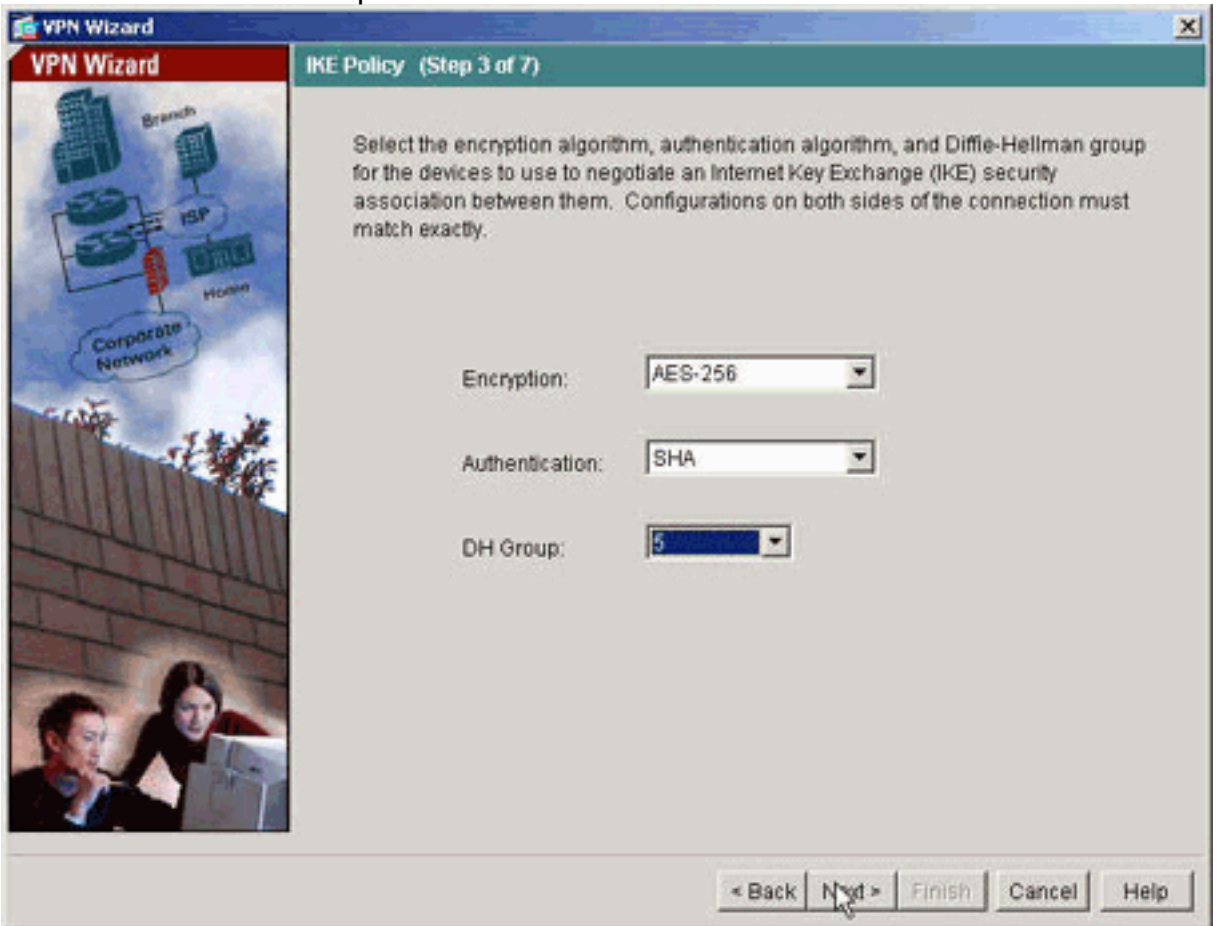 VPN Wizard
VPN Wizard
IKE Policy (Step 3 of 7)
Branch
ISP
Home
Corporate
Network
Select the encryption algorithm, authentication algorithm, and Diffie-Hellman group
for the devices to use to negotiate an Internet Key Exchange (IKE) security
association between them. Configurations on both sides of the connection must
match exactly.
Encryption: AES-256
Authentication: SHA
DH Group: 5
< Back Next > Finish Cancel Help